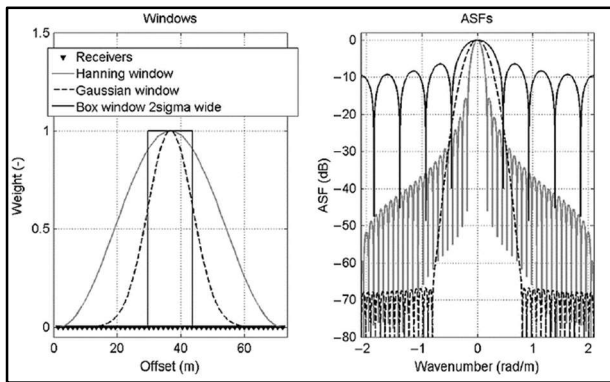 Windows
1.5
Receivers
Hanning window
Gaussian window
Box window 2sigma wide
1
0.5
0
Weight (-)
0 20 40 60
Offset (m)
ASFs
0
−10
−20
−30
−40
−50
−60
−70
−80
ASF (dB)
−2 −1 0 1 2
Wavenumber (rad/m)